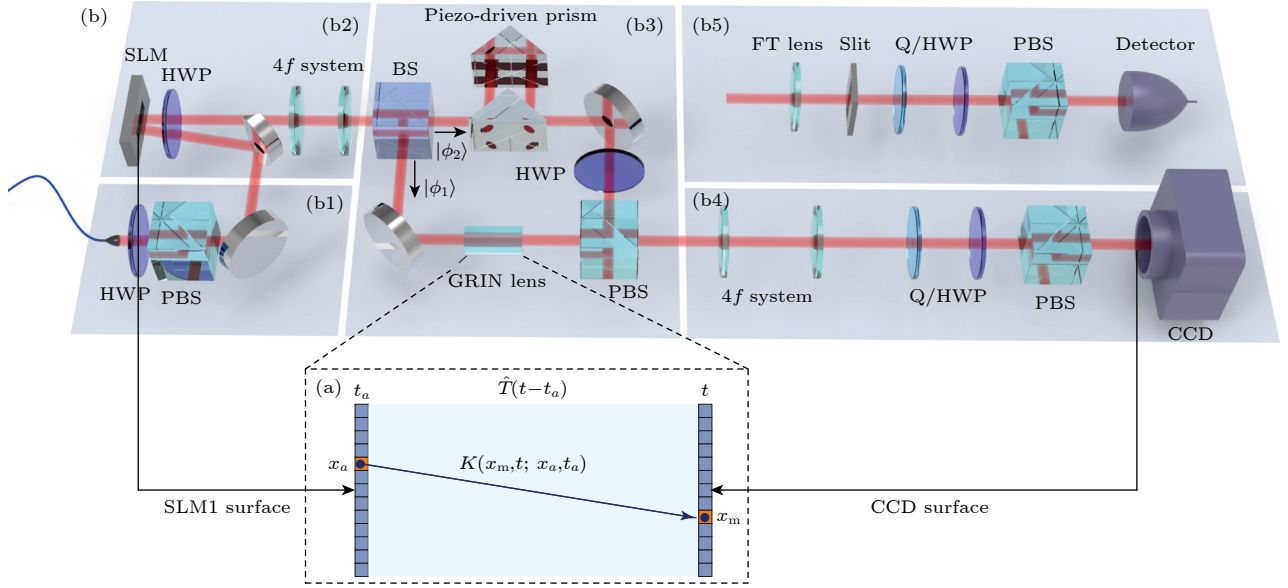 (b)
(b2)
Piezo-driven prism
(b3)
(b5)
SLM
HWP
4f system
BS
FT lens
Slit
Q/HWP
PBS
Detector
|ϕ₂⟩
|ϕ₁⟩
HWP
(b1)
(b4)
HWP
PBS
GRIN lens
PBS
4f system
Q/HWP
PBS
CCD
(a)
tₐ
T̂(t−tₐ)
t
xₐ
K(xₘ,t; xₐ,tₐ)
xₘ
SLM1 surface
CCD surface